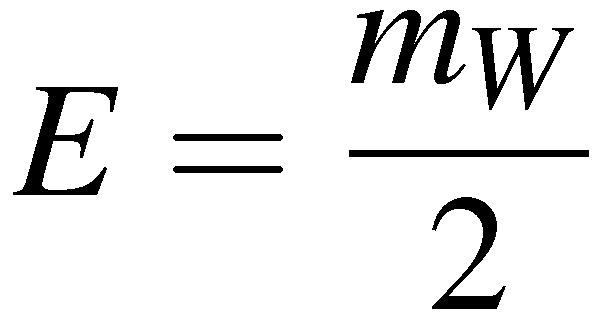 E = m_W / 2